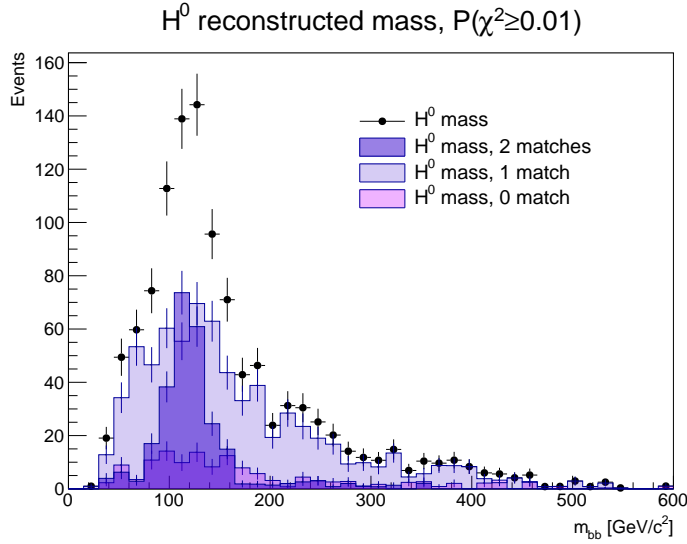 H⁰ reconstructed mass, P(χ²≥0.01)
Events
160
140
120
100
80
60
40
20
0
H⁰ mass
H⁰ mass, 2 matches
H⁰ mass, 1 match
H⁰ mass, 0 match
0 100 200 300 400 500 600
m_bb [GeV/c²]